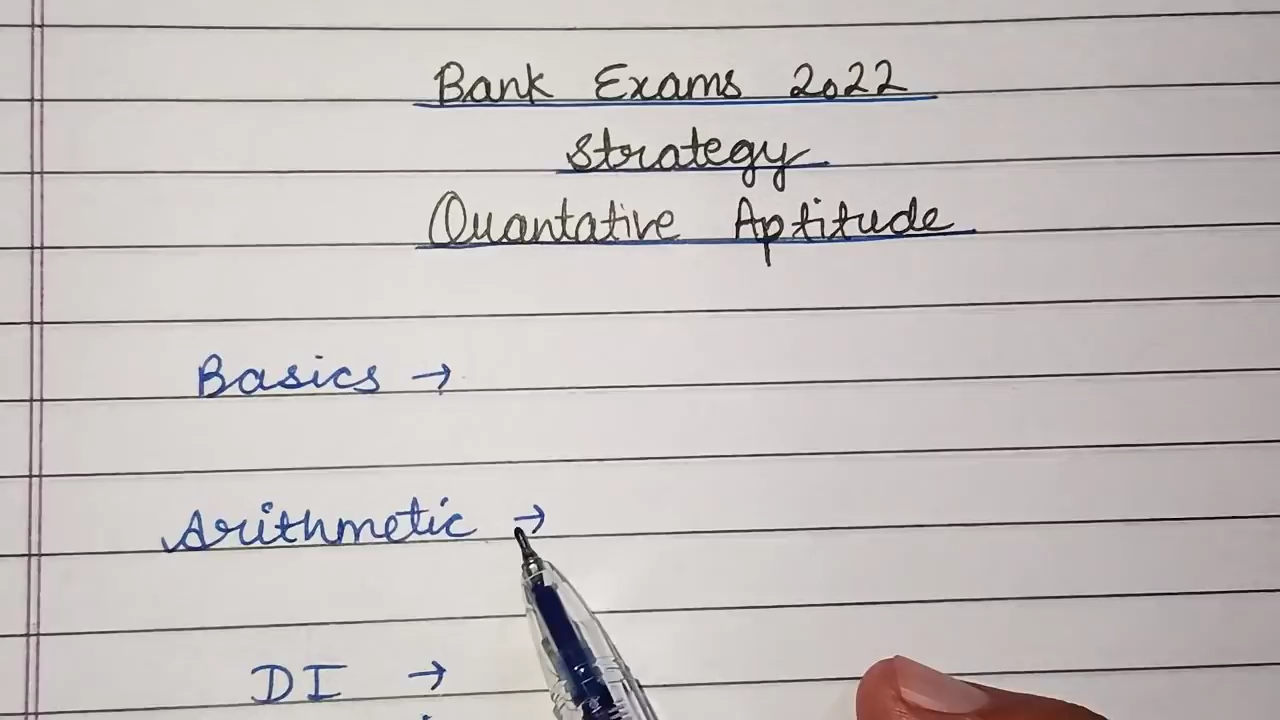 Bank Exams 2022
Strategy
Quantative Aptitude
Basics →
Arithmetic →
DI →